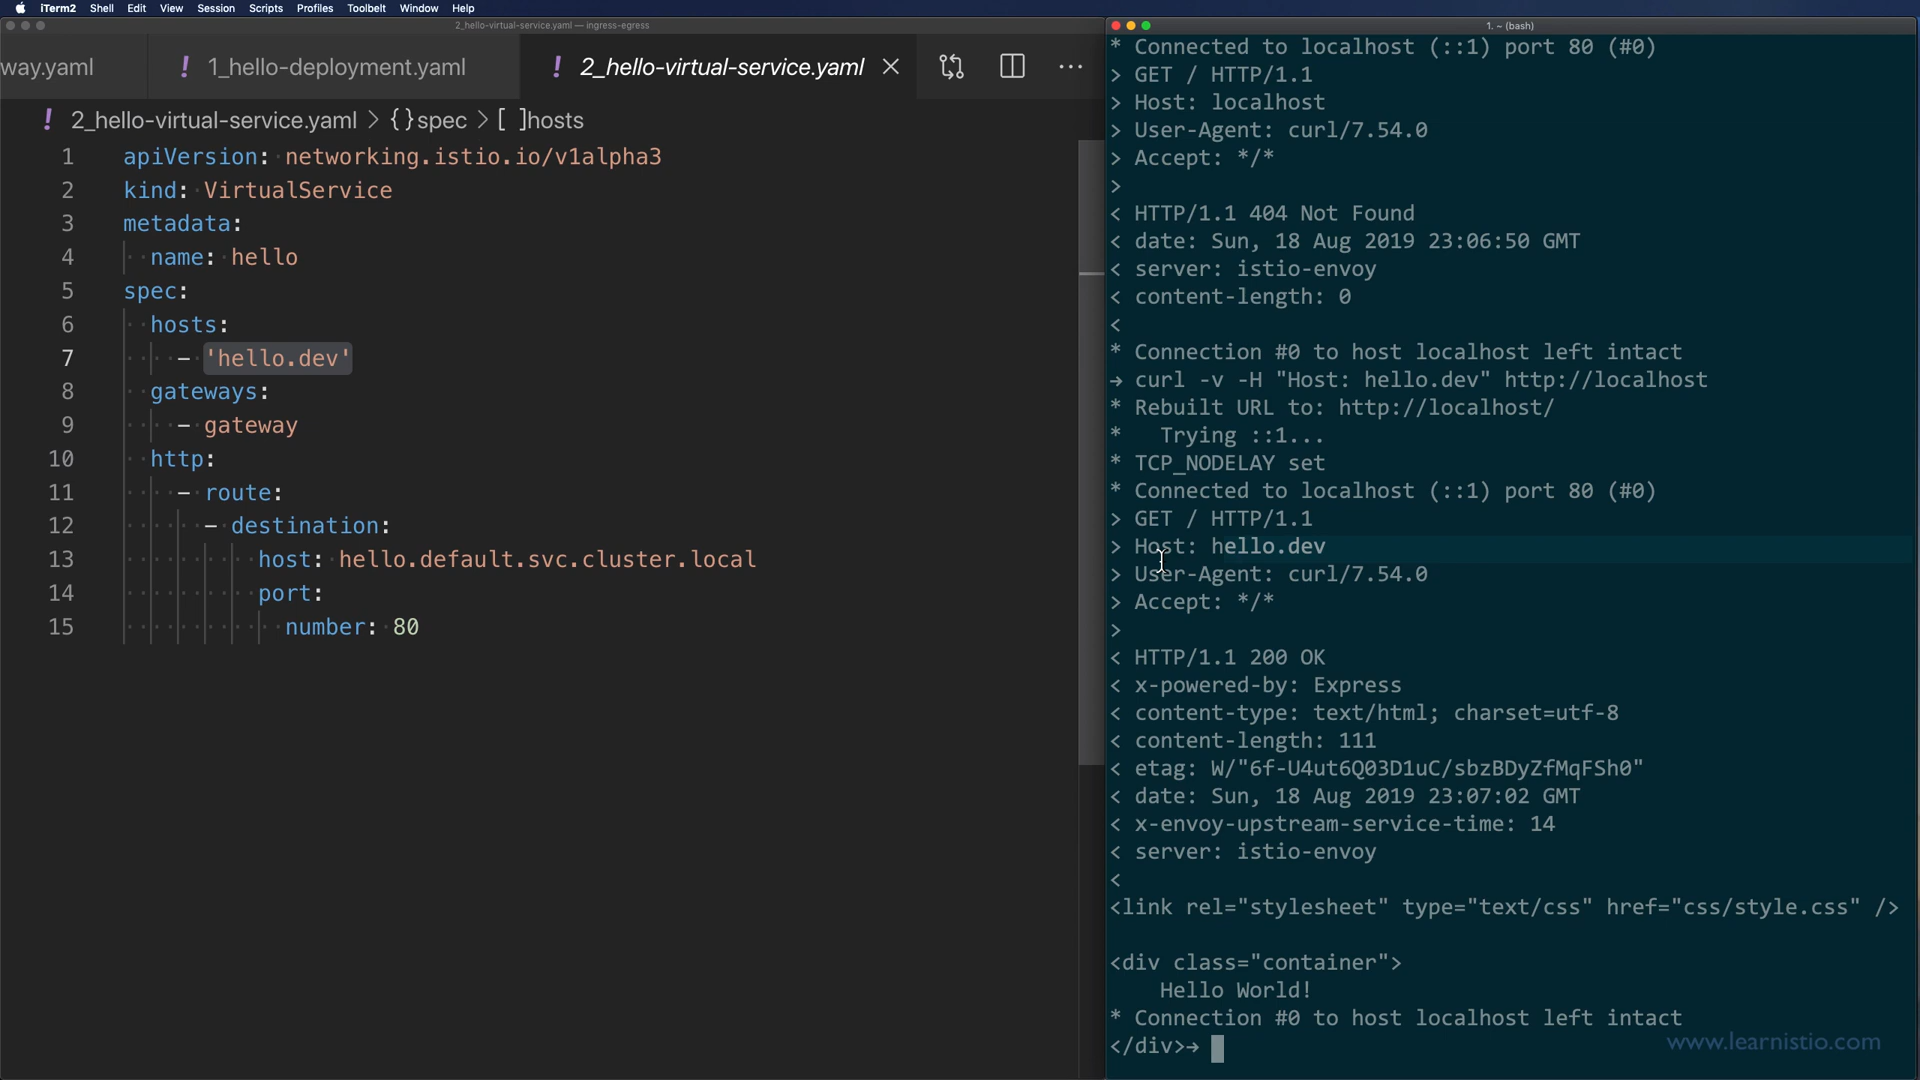 iTerm2 Shell Edit View Session Scripts Profiles Toolbelt Window Help
2_hello-virtual-service.yaml — ingress-egress
way.yaml ! 1_hello-deployment.yaml ! 2_hello-virtual-service.yaml
! 2_hello-virtual-service.yaml > {} spec > [ ] hosts
1 apiVersion: networking.istio.io/v1alpha3
2 kind: VirtualService
3 metadata:
4 name: hello
5 spec:
6 hosts:
7 - 'hello.dev'
8 gateways:
9 - gateway
10 http:
11 - route:
12 - destination:
13 host: hello.default.svc.cluster.local
14 port:
15 number: 80
1. ~ (bash)
* Connected to localhost (::1) port 80 (#0)
> GET / HTTP/1.1
> Host: localhost
> User-Agent: curl/7.54.0
> Accept: */*
>
< HTTP/1.1 404 Not Found
< date: Sun, 18 Aug 2019 23:06:50 GMT
< server: istio-envoy
< content-length: 0
<
* Connection #0 to host localhost left intact
→ curl -v -H "Host: hello.dev" http://localhost
* Rebuilt URL to: http://localhost/
* Trying ::1...
* TCP_NODELAY set
* Connected to localhost (::1) port 80 (#0)
> GET / HTTP/1.1
> Host: hello.dev
> User-Agent: curl/7.54.0
> Accept: */*
>
< HTTP/1.1 200 OK
< x-powered-by: Express
< content-type: text/html; charset=utf-8
< content-length: 111
< etag: W/"6f-U4ut6Q03D1uC/sbzBDyZfMqFSh0"
< date: Sun, 18 Aug 2019 23:07:02 GMT
< x-envoy-upstream-service-time: 14
< server: istio-envoy
<
<link rel="stylesheet" type="text/css" href="css/style.css" />
<div class="container">
Hello World!
* Connection #0 to host localhost left intact
</div>→
www.learnistio.com